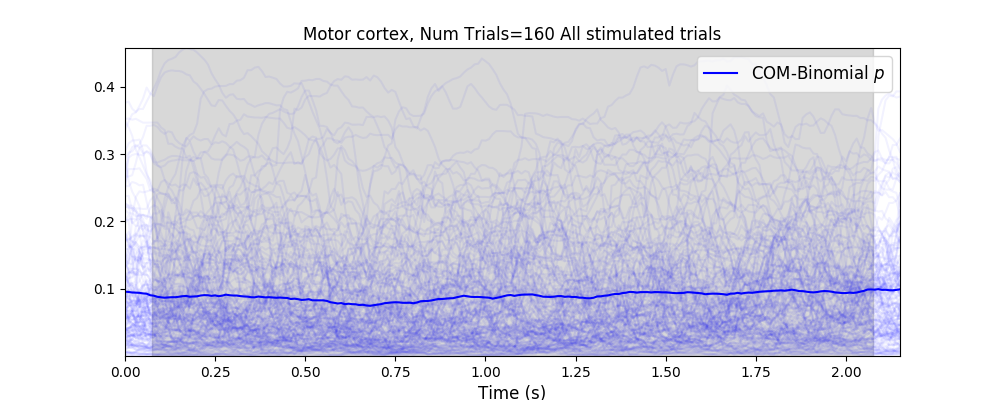 Motor cortex, Num Trials=160 All stimulated trials
COM-Binomial p
0.4
0.3
0.2
0.1
0.00 0.25 0.50 0.75 1.00 1.25 1.50 1.75 2.00
Time (s)